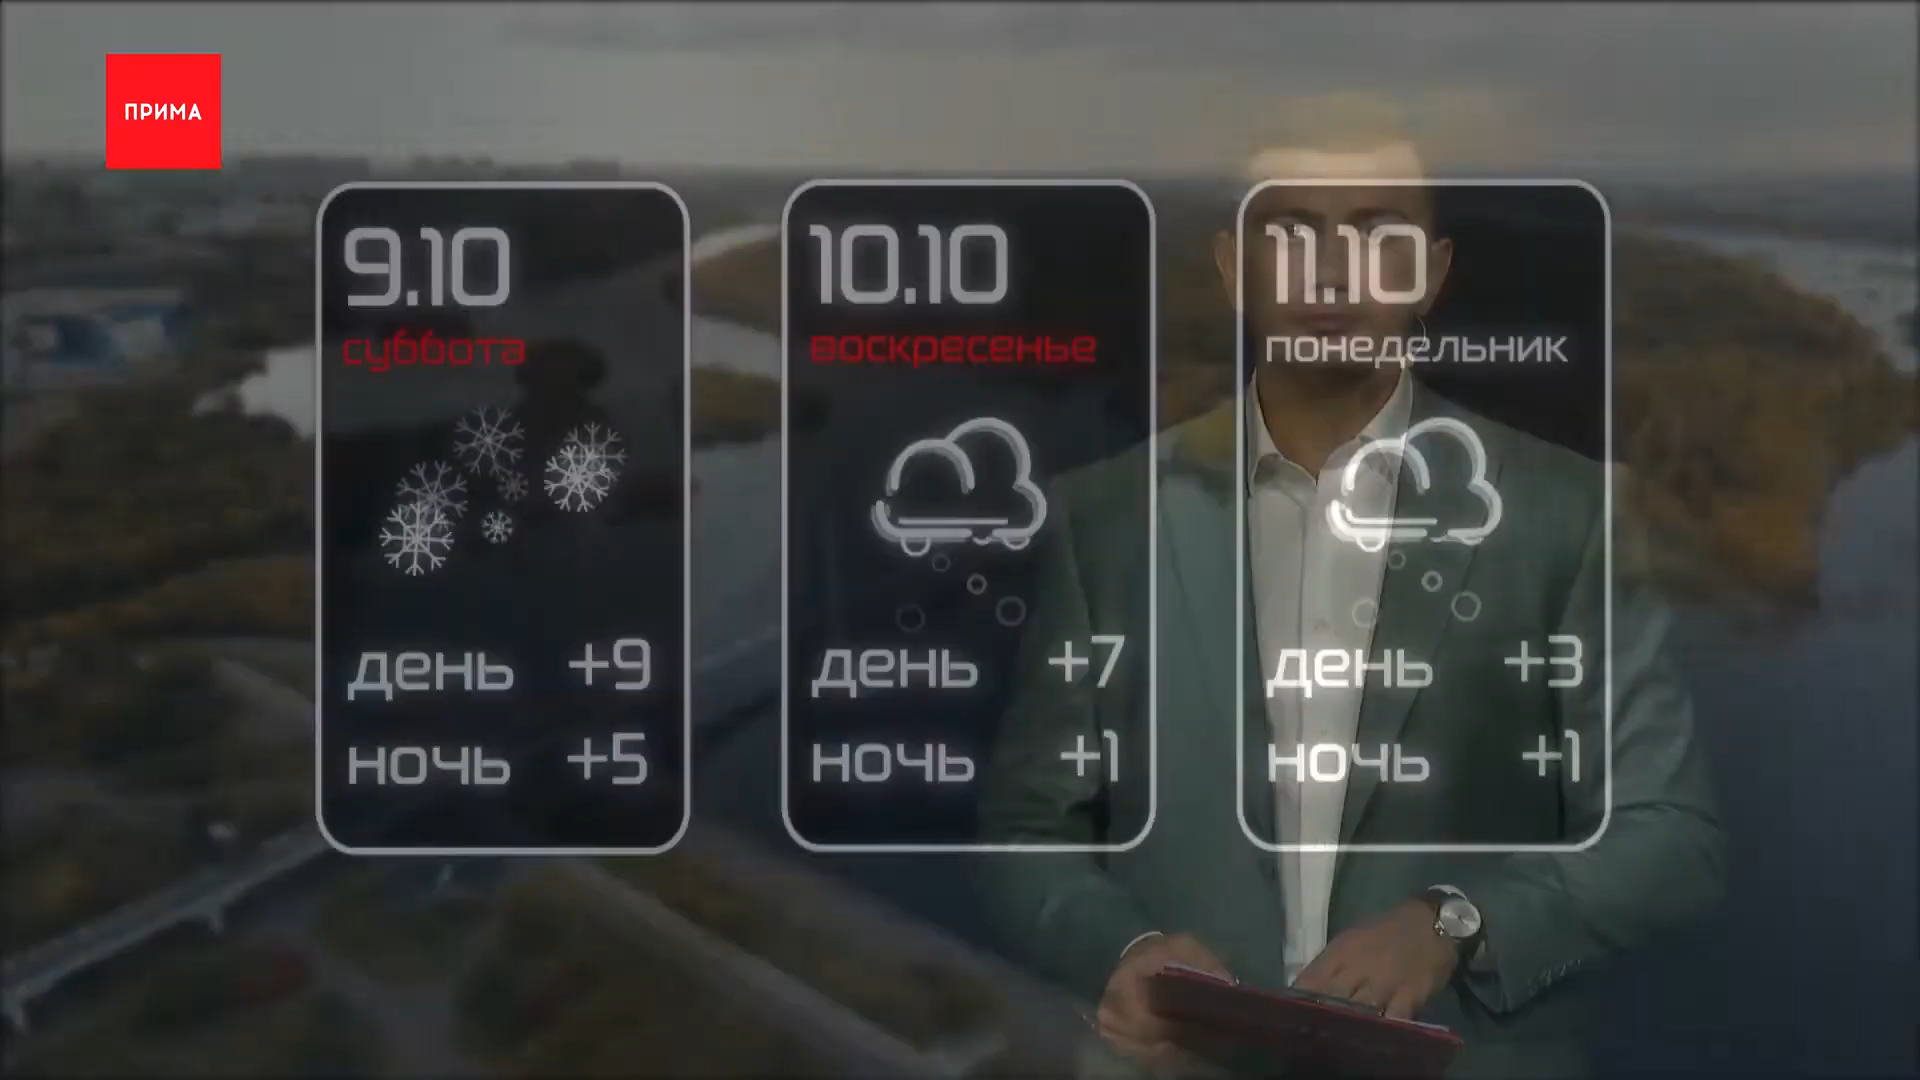 ПРИМА
9.10
суббота
день +9
ночь +5
10.10
воскресенье
день +7
ночь +1
11.10
понедельник
день +3
ночь +1